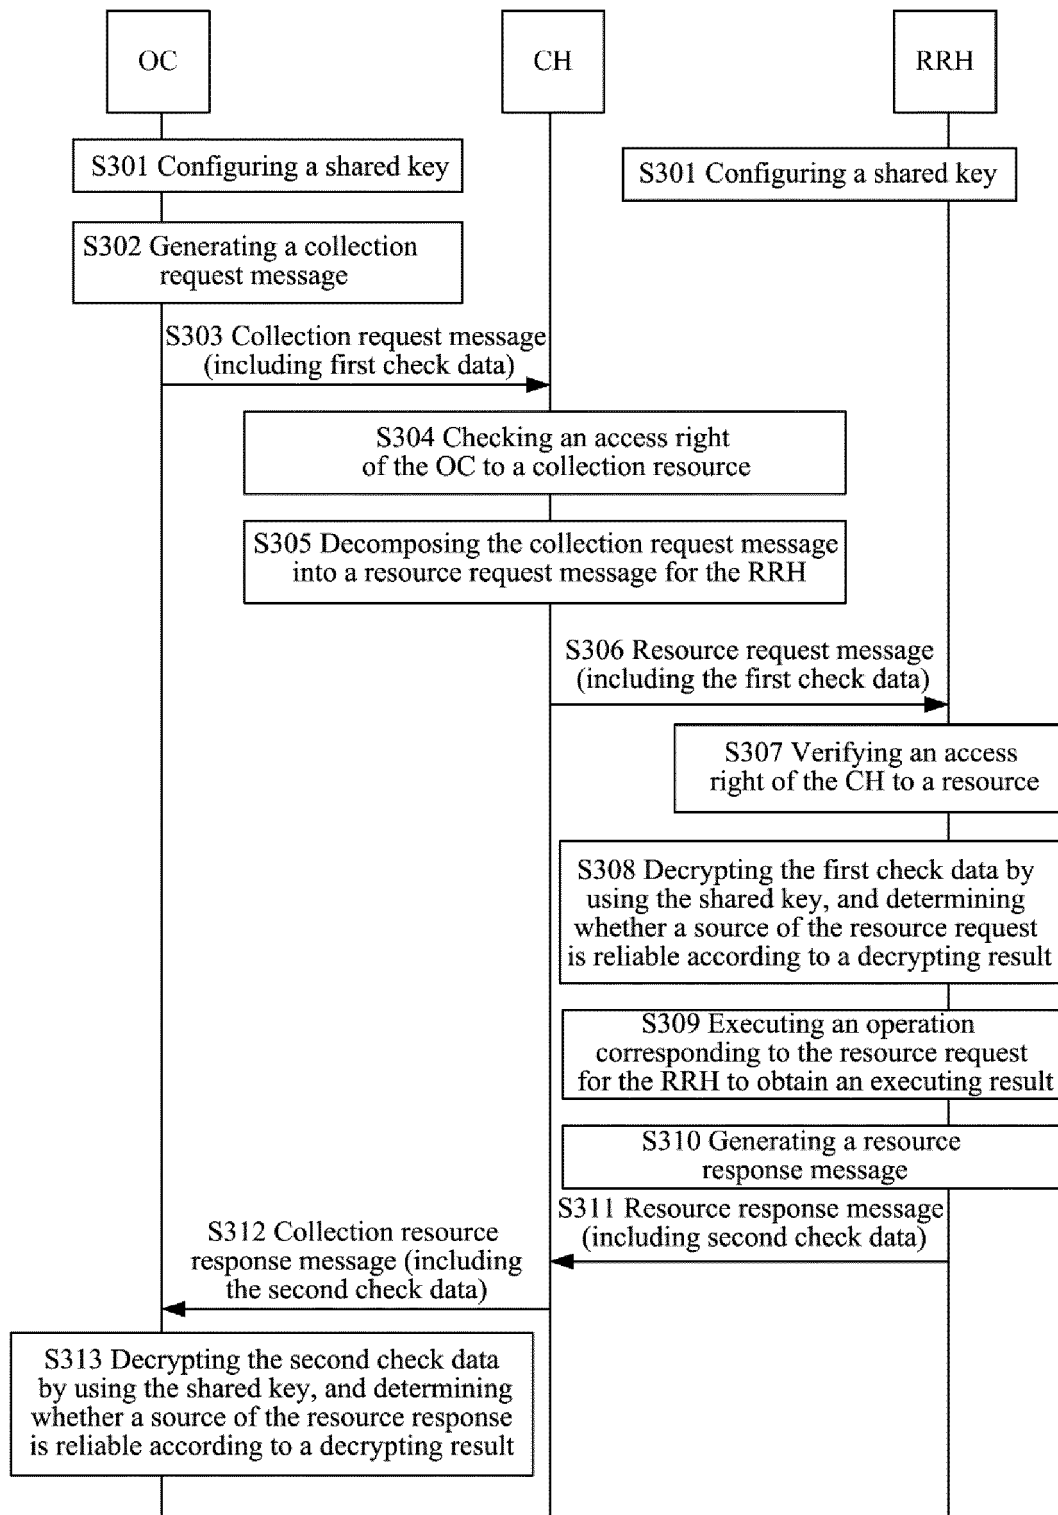 OC
CH
RRH
S301 Configuring a shared key
S301 Configuring a shared key
S302 Generating a collection
request message
S303 Collection request message
(including first check data)
S304 Checking an access right
of the OC to a collection resource
S305 Decomposing the collection request message
into a resource request message for the RRH
S306 Resource request message
(including the first check data)
S307 Verifying an access
right of the CH to a resource
S308 Decrypting the first check data by
using the shared key, and determining
whether a source of the resource request
is reliable according to a decrypting result
S309 Executing an operation
corresponding to the resource request
for the RRH to obtain an executing result
S310 Generating a resource
response message
S311 Resource response message
(including second check data)
S312 Collection resource
response message (including
the second check data)
S313 Decrypting the second check data
by using the shared key, and determining
whether a source of the resource response
is reliable according to a decrypting result